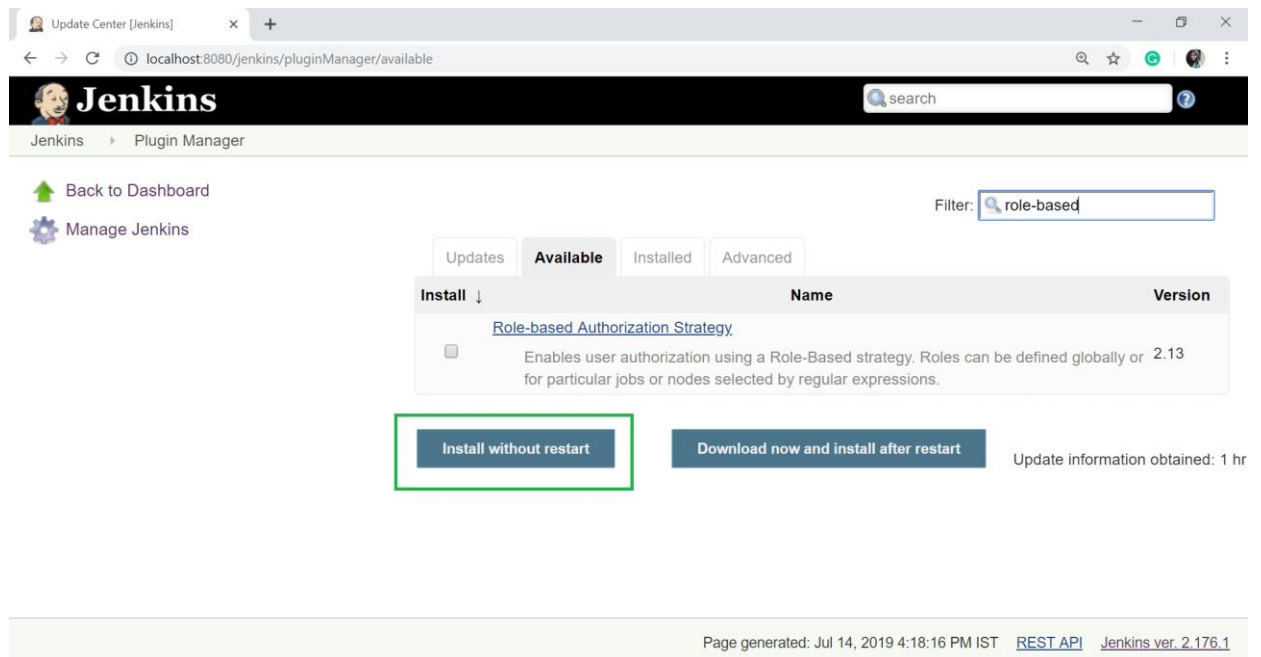 Update Center [Jenkins]
localhost:8080/jenkins/pluginManager/available
Jenkins
search
Jenkins Plugin Manager
Back to Dashboard
Manage Jenkins
Filter: role-based
Updates Available Installed Advanced
Install ↓ Name Version
Role-based Authorization Strategy
Enables user authorization using a Role-Based strategy. Roles can be defined globally or 2.13
for particular jobs or nodes selected by regular expressions.
Install without restart Download now and install after restart Update information obtained: 1 hr
Page generated: Jul 14, 2019 4:18:16 PM IST REST API Jenkins ver. 2.176.1